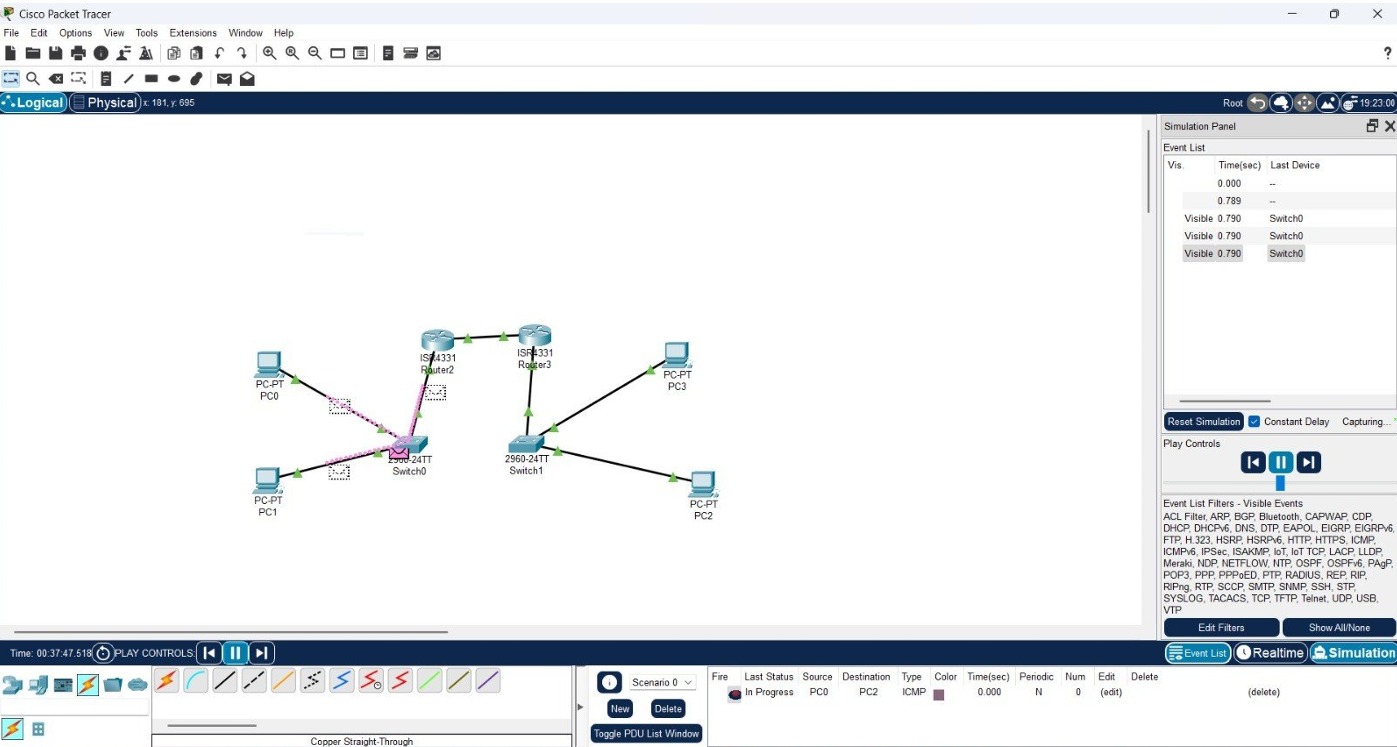 Cisco Packet Tracer
File Edit Options View Tools Extensions Window Help
?
Logical Physical x: 181, y: 695 Root 19:23:00
Simulation Panel
Event List
Vis. Time(sec) Last Device
0.000 --
0.789 --
Visible 0.790 Switch0
Visible 0.790 Switch0
Visible 0.790 Switch0
ISR4331
Router2
ISR4331
Router3
PC-PT
PC0
PC-PT
PC3
2960-24TT
Switch0
2960-24TT
Switch1
PC-PT
PC1
PC-PT
PC2
Reset Simulation Constant Delay Capturing...
Play Controls
Event List Filters - Visible Events
ACL Filter, ARP, BGP, Bluetooth, CAPWAP, CDP,
DHCP, DHCPv6, DNS, DTP, EAPOL, EIGRP, EIGRPv6,
FTP, H.323, HSRP, HSRPv6, HTTP, HTTPS, ICMP,
ICMPv6, IPSec, ISAKMP, IoT, IoT TCP, LACP, LLDP,
Meraki, NDP, NETFLOW, NTP, OSPF, OSPFv6, PAgP,
POP3, PPP, PPPoED, PTP, RADIUS, REP, RIP,
RIPng, RTP, SCCP, SMTP, SNMP, SSH, STP,
SYSLOG, TACACS, TCP, TFTP, Telnet, UDP, USB,
VTP
Edit Filters Show All/None
Time: 00:37:47.518 PLAY CONTROLS: Event List Realtime Simulation
Scenario 0
New Delete
Toggle PDU List Window
Fire Last Status Source Destination Type Color Time(sec) Periodic Num Edit Delete
In Progress PC0 PC2 ICMP 0.000 N 0 (edit) (delete)
Copper Straight-Through